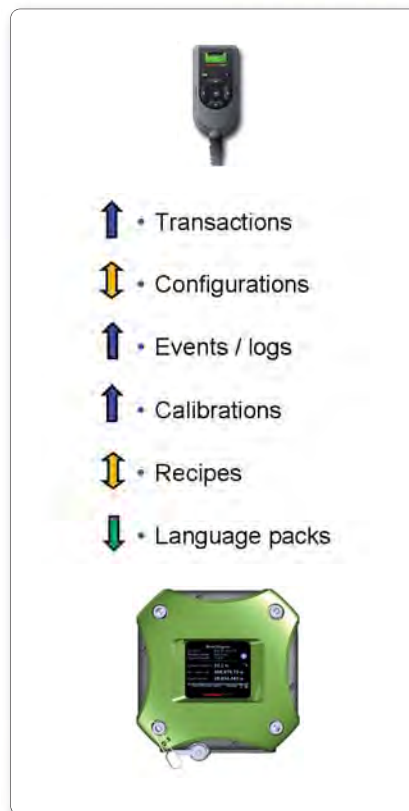 • Transactions
• Configurations
• Events / logs
• Calibrations
• Recipes
• Language packs